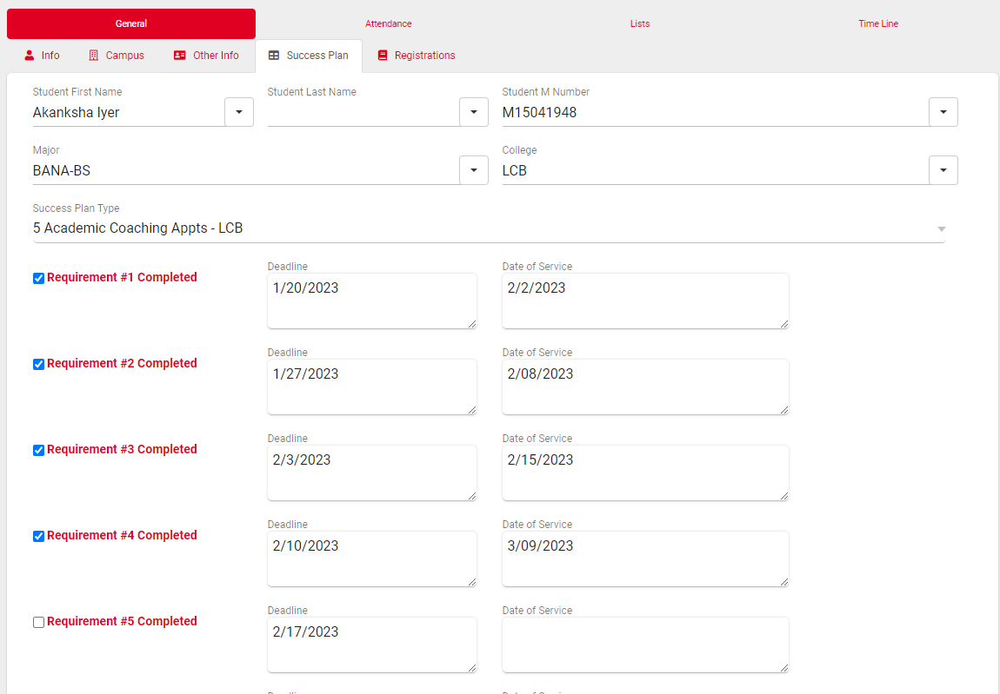 General Attendance Lists Time Line
Info Campus Other Info Success Plan Registrations
Student First Name Student Last Name Student M Number
Akanksha Iyer M15041948
Major College
BANA-BS LCB
Success Plan Type
5 Academic Coaching Appts - LCB
Deadline Date of Service
Requirement #1 Completed 1/20/2023 2/2/2023
Deadline Date of Service
Requirement #2 Completed 1/27/2023 2/08/2023
Deadline Date of Service
Requirement #3 Completed 2/3/2023 2/15/2023
Deadline Date of Service
Requirement #4 Completed 2/10/2023 3/09/2023
Deadline Date of Service
Requirement #5 Completed 2/17/2023